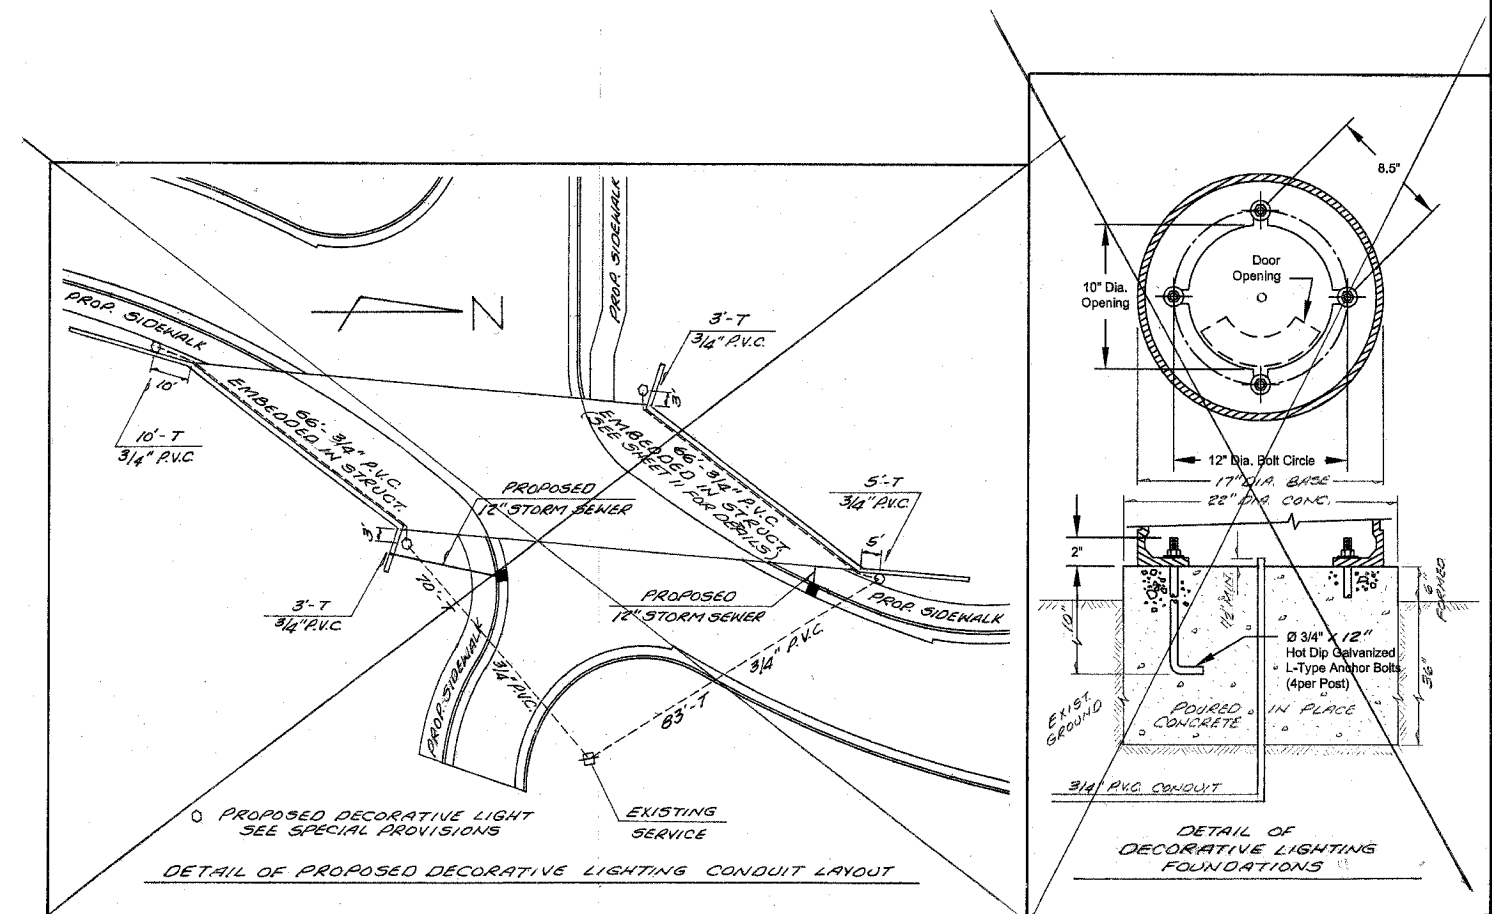 PROP. SIDEWALK
PROP. SIDEWALK
N
3'-T
3/4" P.V.C.
3'
10'
10'-T
3/4" P.V.C.
66'-3/4" P.V.C.
EMBEDDED IN STRUCT.
66'-3/4" P.V.C.
EMBEDDED IN STRUCT.
SEE SHEET 11 FOR DETAILS)
PROPOSED
12" STORM SEWER
5'-T
3/4" P.V.C.
5'
3'
3'-T
3/4" P.V.C.
70'-T
3/4" P.V.C.
PROPOSED
12" STORM SEWER
PROP. SIDEWALK
PROP. SIDEWALK
3/4" P.V.C.
83'-T
EXISTING
SERVICE
PROPOSED DECORATIVE LIGHT
SEE SPECIAL PROVISIONS
DETAIL OF PROPOSED DECORATIVE LIGHTING CONDUIT LAYOUT
8.5"
Door
Opening
10" Dia.
Opening
12" Dia. Bolt Circle
17" DIA. BASE
22" DIA. CONC.
2"
10"
1/2" MIN.
6"
FORMED
36"
Ø 3/4" x 12"
Hot Dip Galvanized
L-Type Anchor Bolts
(4per Post)
EXIST.
GROUND
POURED IN PLACE
CONCRETE
3/4" P.V.C. CONDUIT
DETAIL OF
DECORATIVE LIGHTING
FOUNDATIONS